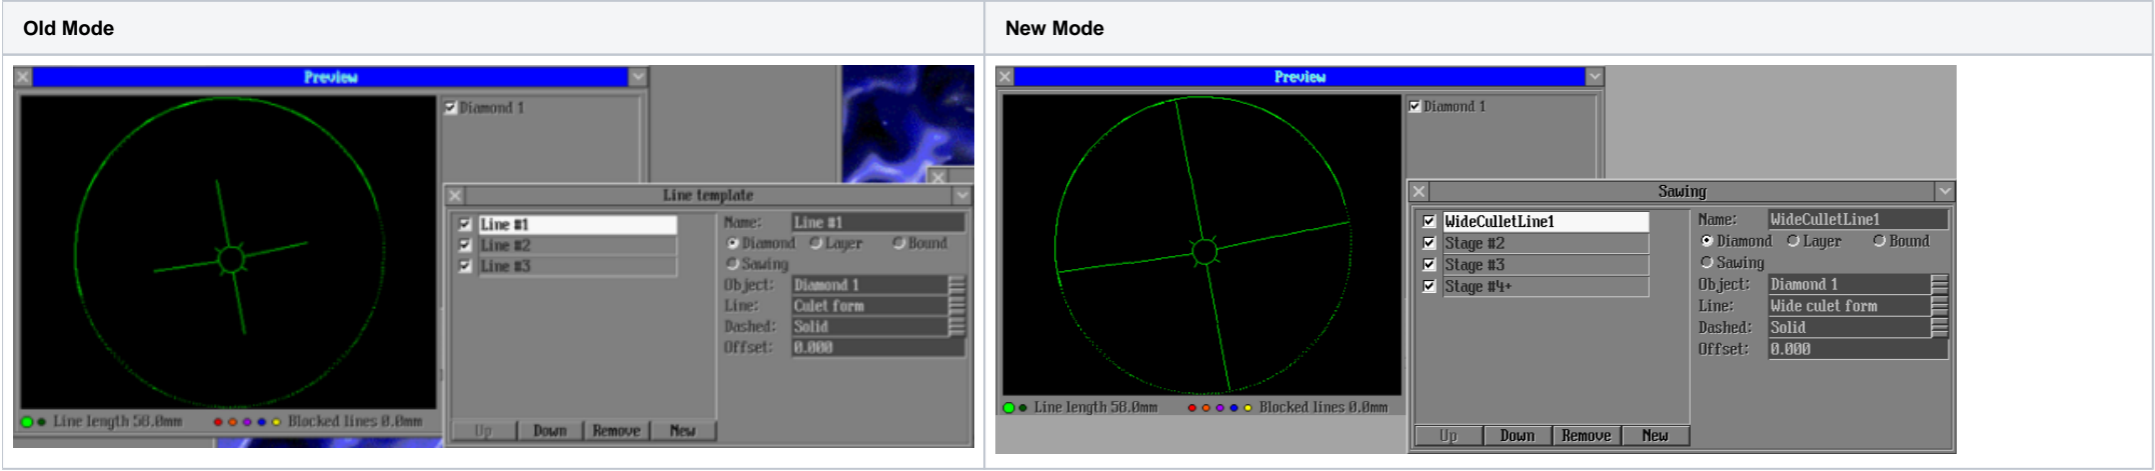 Old Mode
New Mode
Preview
Diamond 1
Line template
Line #1
Line #2
Line #3
Name: Line #1
Diamond Layer Bound
Sawing
Object: Diamond 1
Line: Culet form
Dashed: Solid
Offset: 0.000
Line length 58.0mm Blocked lines 0.0mm
Up Down Remove New
Preview
Diamond 1
Sawing
WideCulletLine1
Stage #2
Stage #3
Stage #4+
Name: WideCulletLine1
Diamond Layer Bound
Sawing
Object: Diamond 1
Line: Wide culet form
Dashed: Solid
Offset: 0.000
Line length 58.0mm Blocked lines 0.0mm
Up Down Remove New